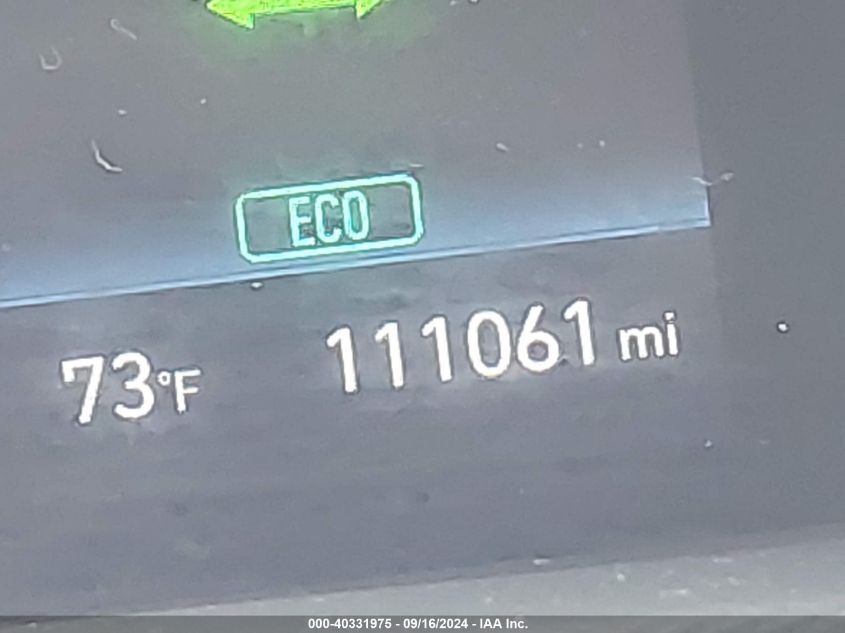 ECO
73°F 111061 mi
000-40331975 - 09/16/2024 - IAA Inc.